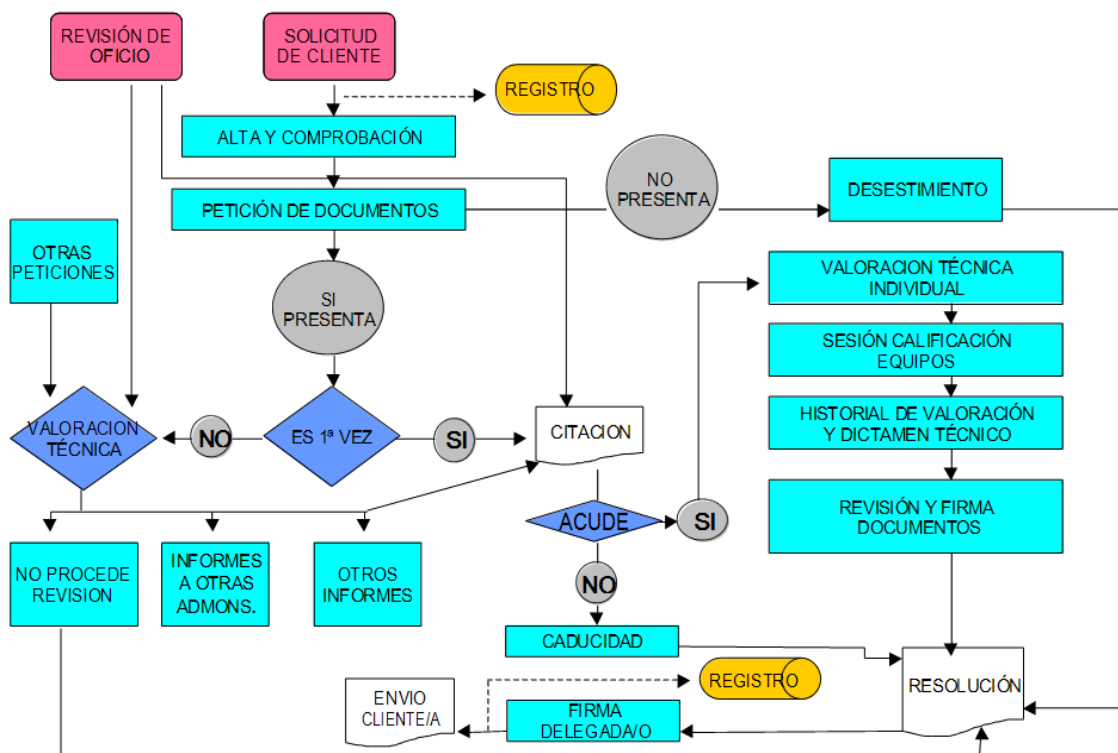 REVISIÓN DE
OFICIO
SOLICITUD
DE CLIENTE
REGISTRO
ALTA Y COMPROBACIÓN
NO
PRESENTA
PETICIÓN DE DOCUMENTOS
DESESTIMIENTO
OTRAS
PETICIONES
SI
PRESENTA
VALORACION TÉCNICA
INDIVIDUAL
SESIÓN CALIFICACIÓN
EQUIPOS
VALORACION
TÉCNICA
NO
ES 1ª VEZ
SI
CITACION
HISTORIAL DE VALORACIÓN
Y DICTAMEN TÉCNICO
ACUDE
SI
REVISIÓN Y FIRMA
DOCUMENTOS
NO PROCEDE
REVISION
INFORMES
A OTRAS
ADMONS.
OTROS
INFORMES
NO
CADUCIDAD
REGISTRO
RESOLUCIÓN
ENVIO
CLIENTE/A
FIRMA
DELEGADA/O